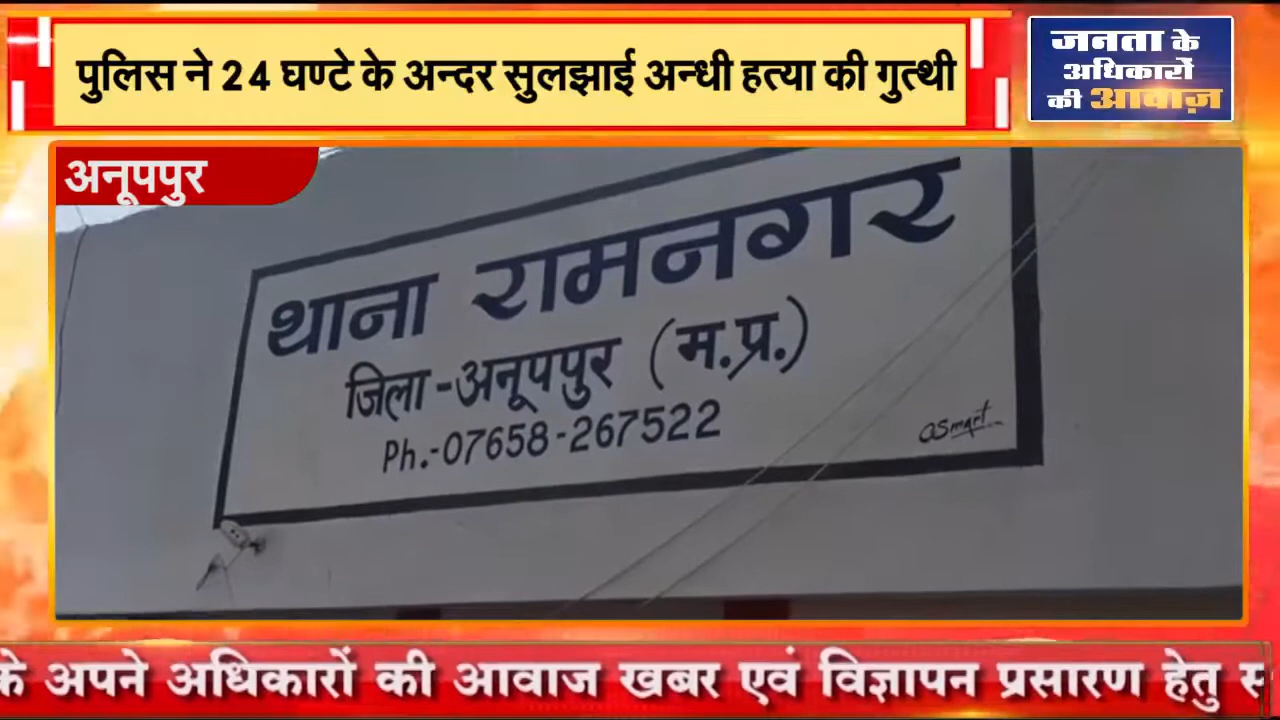 पुलिस ने 24 घण्टे के अन्दर सुलझाई अन्धी हत्या की गुत्थी
जनता के
अधिकारों
की आवाज़
अनूपपुर
थाना रामनगर
जिला-अनूपपुर (म.प्र.)
Ph.-07658-267522
के अपने अधिकारों की आवाज खबर एवं विज्ञापन प्रसारण हेतु